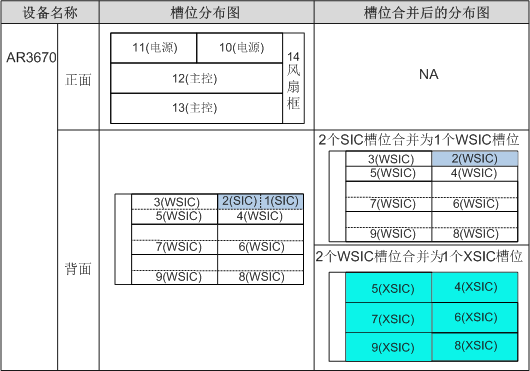 设备名称 槽位分布图 槽位合并后的分布图
AR3670
正面
11(电源) 10(电源)
12(主控)
13(主控)
14
风
扇
框
NA
背面
3(WSIC) 2(SIC) 1(SIC)
5(WSIC) 4(WSIC)
7(WSIC) 6(WSIC)
9(WSIC) 8(WSIC)
2个SIC槽位合并为1个WSIC槽位
3(WSIC) 2(WSIC)
5(WSIC) 4(WSIC)
7(WSIC) 6(WSIC)
9(WSIC) 8(WSIC)
2个WSIC槽位合并为1个XSIC槽位
5(XSIC) 4(XSIC)
7(XSIC) 6(XSIC)
9(XSIC) 8(XSIC)